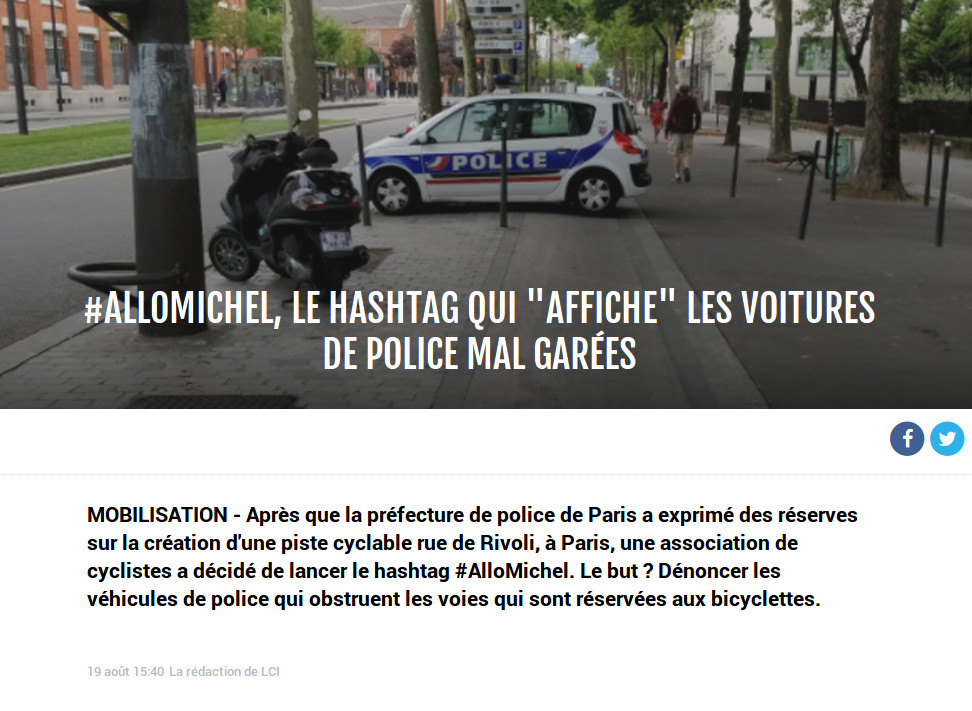 POLICE
#ALLOMICHEL, LE HASHTAG QUI "AFFICHE" LES VOITURES
DE POLICE MAL GARÉES
MOBILISATION - Après que la préfecture de police de Paris a exprimé des réserves
sur la création d'une piste cyclable rue de Rivoli, à Paris, une association de
cyclistes a décidé de lancer le hashtag #AlloMichel. Le but ? Dénoncer les
véhicules de police qui obstruent les voies qui sont réservées aux bicyclettes.
19 août 15:40 La rédaction de LCI